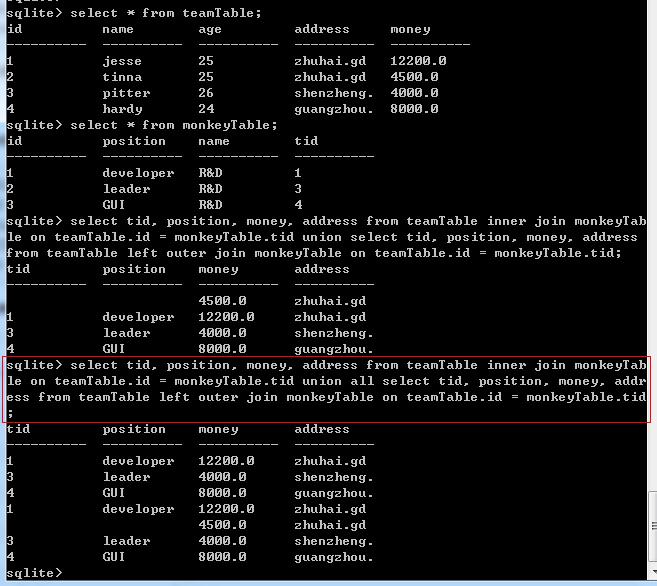 sqlite> select * from teamTable;
id name age address money
---------- ---------- ---------- ---------- ----------
1 jesse 25 zhuhai.gd 12200.0
2 tinna 25 zhuhai.gd 4500.0
3 pitter 26 shenzheng. 4000.0
4 hardy 24 guangzhou. 8000.0
sqlite> select * from monkeyTable;
id position name tid
---------- ---------- ---------- ----------
1 developer R&D 1
2 leader R&D 3
3 GUI R&D 4
sqlite> select tid, position, money, address from teamTable inner join monkeyTab
le on teamTable.id = monkeyTable.tid union select tid, position, money, address
from teamTable left outer join monkeyTable on teamTable.id = monkeyTable.tid;
tid position money address
---------- ---------- ---------- ----------
4500.0 zhuhai.gd
1 developer 12200.0 zhuhai.gd
3 leader 4000.0 shenzheng.
4 GUI 8000.0 guangzhou.
sqlite> select tid, position, money, address from teamTable inner join monkeyTab
le on teamTable.id = monkeyTable.tid union all select tid, position, money, addr
ess from teamTable left outer join monkeyTable on teamTable.id = monkeyTable.tid
;
tid position money address
---------- ---------- ---------- ----------
1 developer 12200.0 zhuhai.gd
3 leader 4000.0 shenzheng.
4 GUI 8000.0 guangzhou.
1 developer 12200.0 zhuhai.gd
4500.0 zhuhai.gd
3 leader 4000.0 shenzheng.
4 GUI 8000.0 guangzhou.
sqlite>